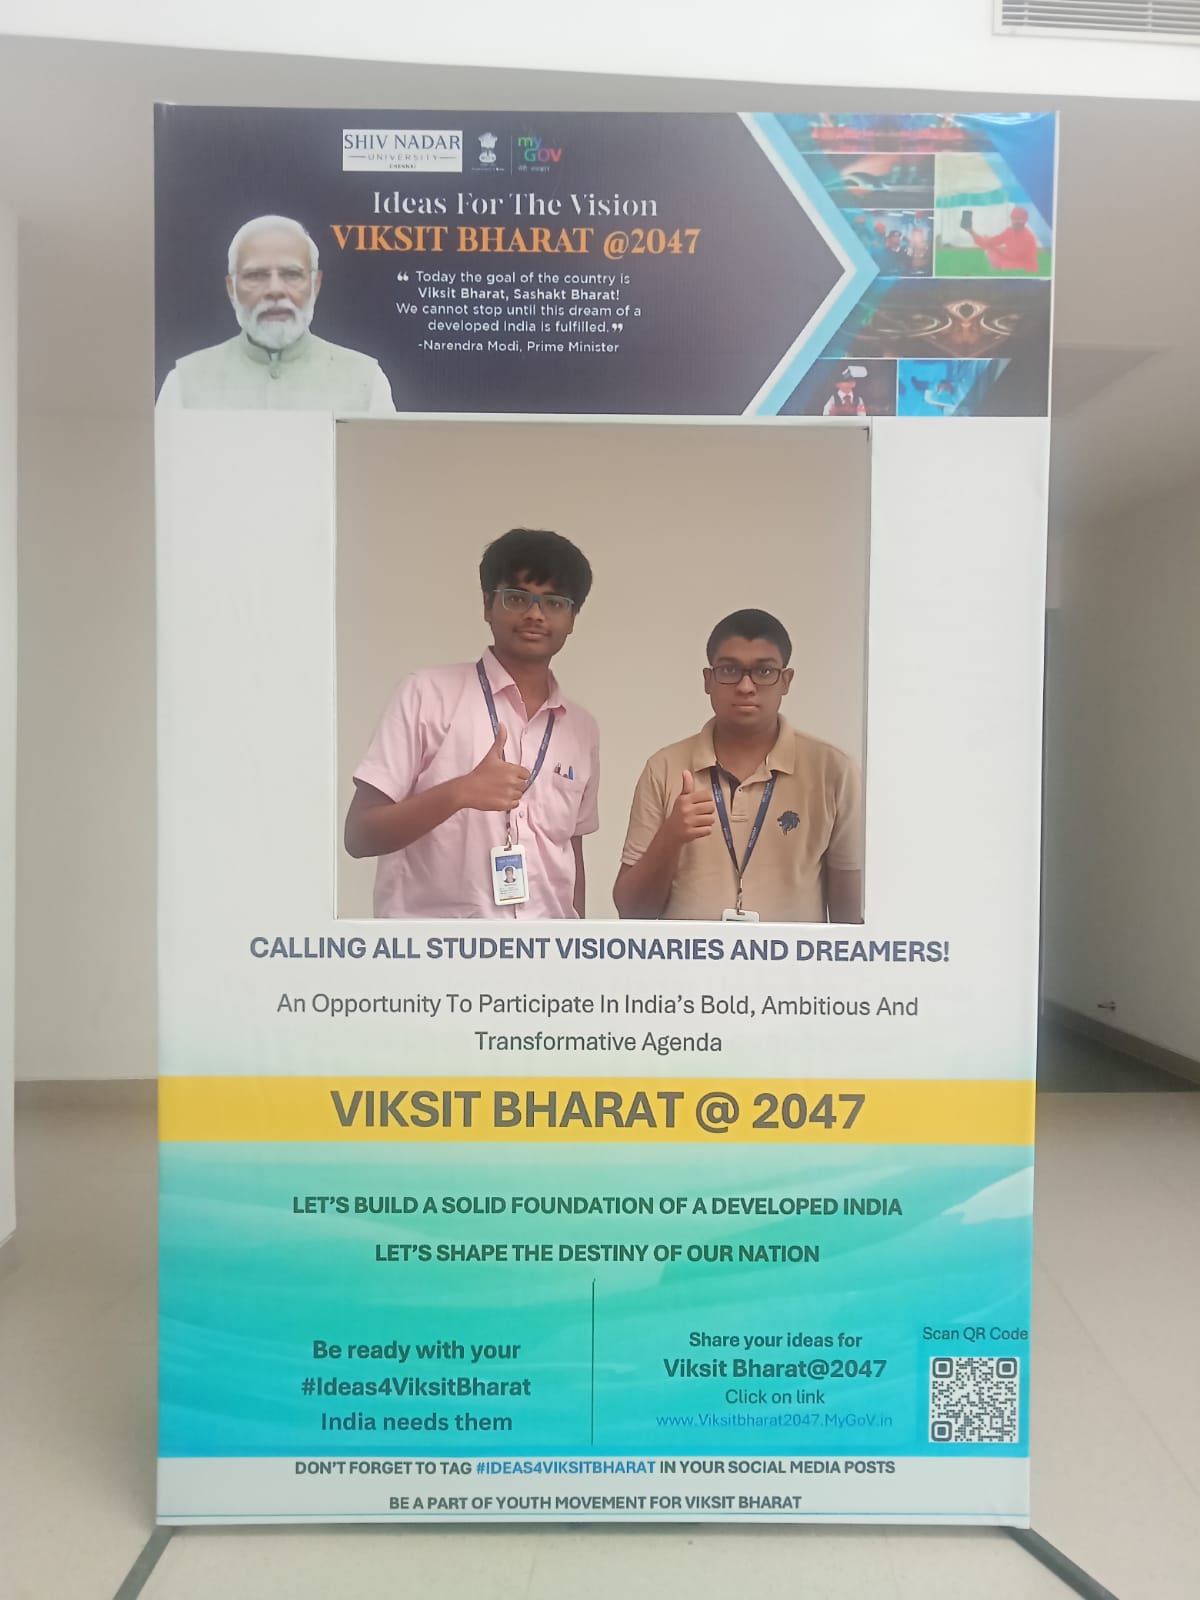 SHIV NADAR
UNIVERSITY
CHENNAI
my
GOV
मेरी सरकार
Ideas For The Vision
VIKSIT BHARAT @2047
“ Today the goal of the country is
Viksit Bharat, Sashakt Bharat!
We cannot stop until this dream of a
developed India is fulfilled.”
-Narendra Modi, Prime Minister
CALLING ALL STUDENT VISIONARIES AND DREAMERS!
An Opportunity To Participate In India’s Bold, Ambitious And
Transformative Agenda
VIKSIT BHARAT @ 2047
LET’S BUILD A SOLID FOUNDATION OF A DEVELOPED INDIA
LET’S SHAPE THE DESTINY OF OUR NATION
Be ready with your
#Ideas4ViksitBharat
India needs them
Share your ideas for
Viksit Bharat@2047
Click on link
www.Viksitbharat2047.MyGoV.in
Scan QR Code
DON’T FORGET TO TAG #IDEAS4VIKSITBHARAT IN YOUR SOCIAL MEDIA POSTS
BE A PART OF YOUTH MOVEMENT FOR VIKSIT BHARAT